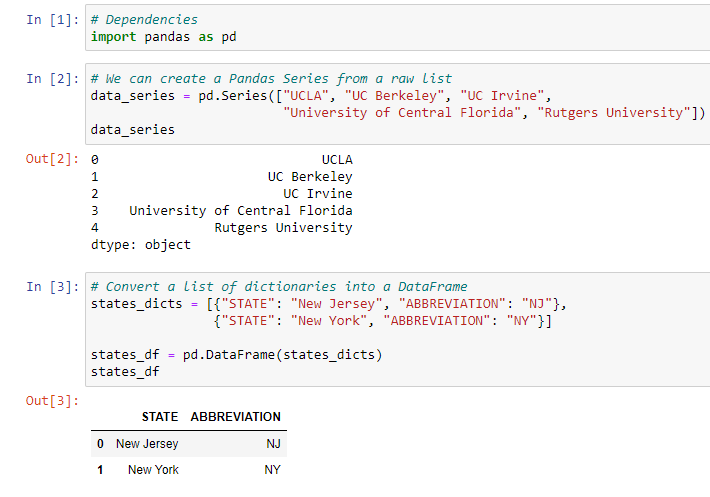 In [1]: # Dependencies
import pandas as pd
In [2]: # We can create a Pandas Series from a raw list
data_series = pd.Series(["UCLA", "UC Berkeley", "UC Irvine",
"University of Central Florida", "Rutgers University"])
data_series
Out[2]: 0 UCLA
1 UC Berkeley
2 UC Irvine
3 University of Central Florida
4 Rutgers University
dtype: object
In [3]: # Convert a list of dictionaries into a DataFrame
states_dicts = [{"STATE": "New Jersey", "ABBREVIATION": "NJ"},
{"STATE": "New York", "ABBREVIATION": "NY"}]
states_df = pd.DataFrame(states_dicts)
states_df
Out[3]:
STATE ABBREVIATION
0 New Jersey NJ
1 New York NY